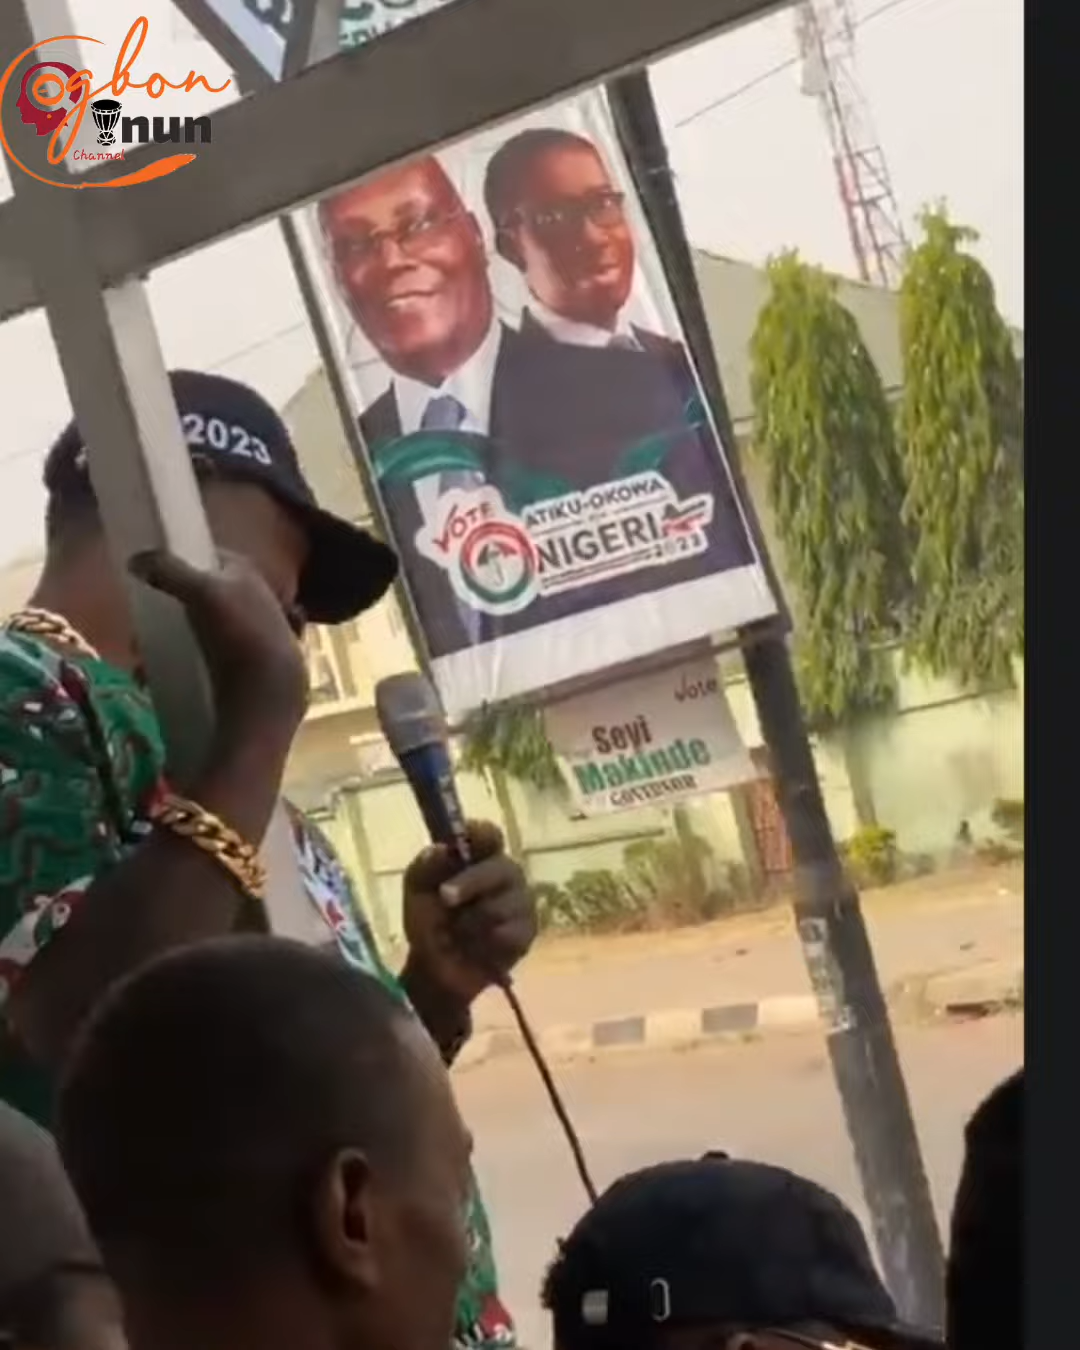 Ogbon
inun
Channel
2023
VOTE
ATIKU-OKOWA
NIGERIA
2023
Vote
Seyi
Makinde
GOVERNOR